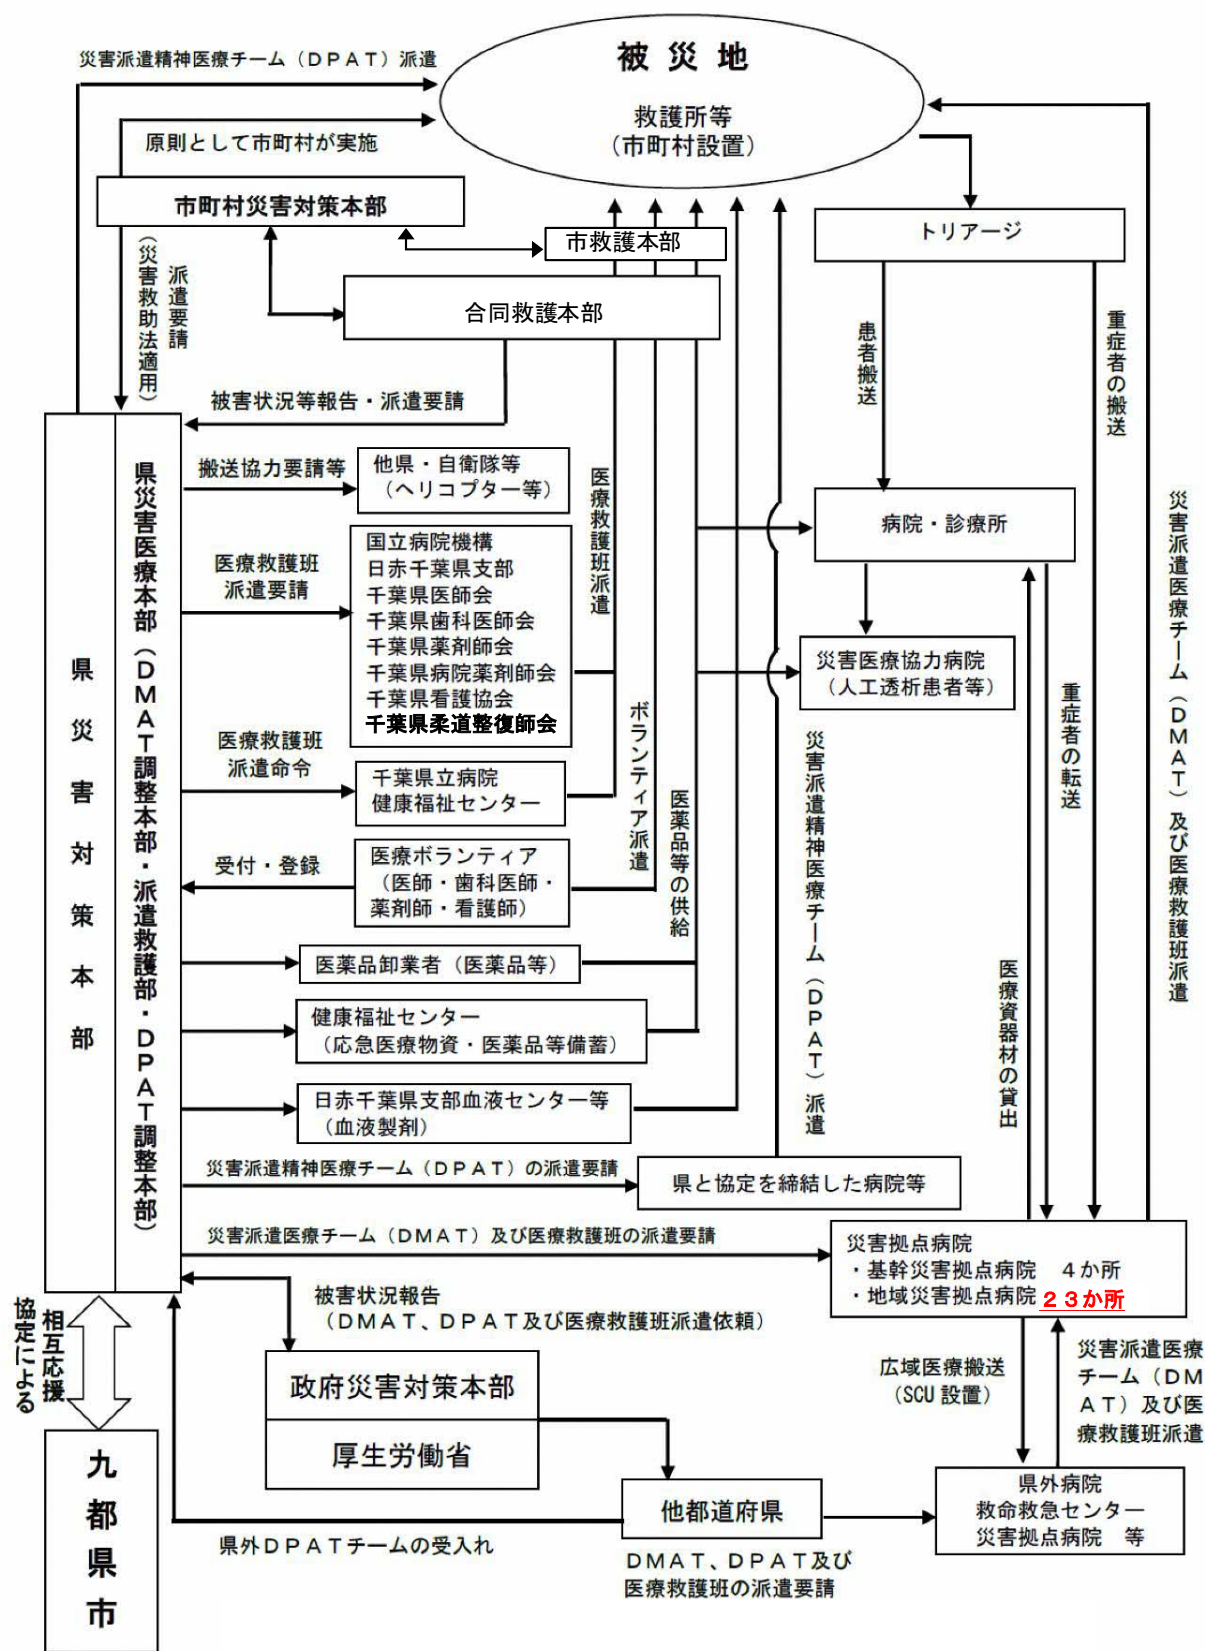 災害派遣精神医療チーム（ＤＰＡＴ）派遣
被 災 地
救護所等
（市町村設置）
原則として市町村が実施
市町村災害対策本部
市救護本部
トリアージ
派遣要請
（災害救助法適用）
合同救護本部
患者搬送
重症者の搬送
被害状況等報告・派遣要請
県災害対策本部
県災害医療本部（ＤＭＡＴ調整本部・派遣救護部・ＤＰＡＴ調整本部）
搬送協力要請等
他県・自衛隊等
（ヘリコプター等）
医療救護班派遣
病院・診療所
災害派遣医療チーム（ＤＭＡＴ）及び医療救護班派遣
医療救護班
派遣要請
国立病院機構
日赤千葉県支部
千葉県医師会
千葉県歯科医師会
千葉県薬剤師会
千葉県病院薬剤師会
千葉県看護協会
千葉県柔道整復師会
災害医療協力病院
（人工透析患者等）
重症者の転送
ボランティア派遣
災害派遣精神医療チーム（ＤＰＡＴ）派遣
医療救護班
派遣命令
千葉県立病院
健康福祉センター
医薬品等の供給
受付・登録
医療ボランティア
（医師・歯科医師・
薬剤師・看護師）
医薬品卸業者（医薬品等）
医療資器材の貸出
健康福祉センター
（応急医療物資・医薬品等備蓄）
日赤千葉県支部血液センター等
（血液製剤）
災害派遣精神医療チーム（ＤＰＡＴ）の派遣要請
県と協定を締結した病院等
災害派遣医療チーム（ＤＭＡＴ）及び医療救護班の派遣要請
災害拠点病院
・基幹災害拠点病院　４か所
・地域災害拠点病院 ２３か所
被害状況報告
（ＤＭＡＴ、ＤＰＡＴ及び医療救護班派遣依頼）
相互応援
協定による
政府災害対策本部
厚生労働省
広域医療搬送
（SCU 設置）
災害派遣医療
チーム（ＤＭ
ＡＴ）及び医
療救護班派遣
九都県市
他都道府県
県外病院
救命救急センター
災害拠点病院　等
県外ＤＰＡＴチームの受入れ
ＤＭＡＴ、ＤＰＡＴ及び
医療救護班の派遣要請